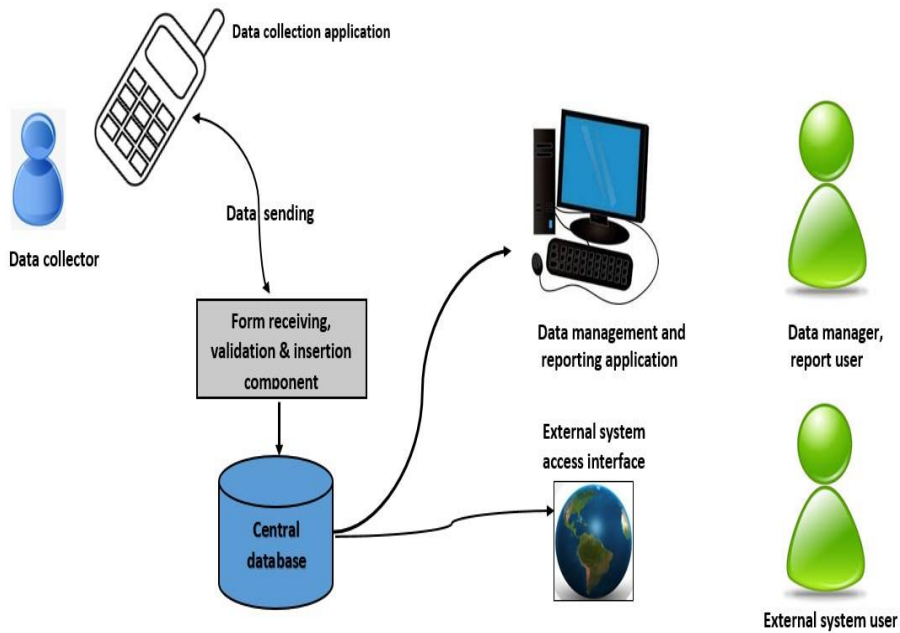 Data collection application
Data sending
Data collector
Form receiving,
validation & insertion
component
Central
database
Data management and
reporting application
Data manager,
report user
External system
access interface
External system user